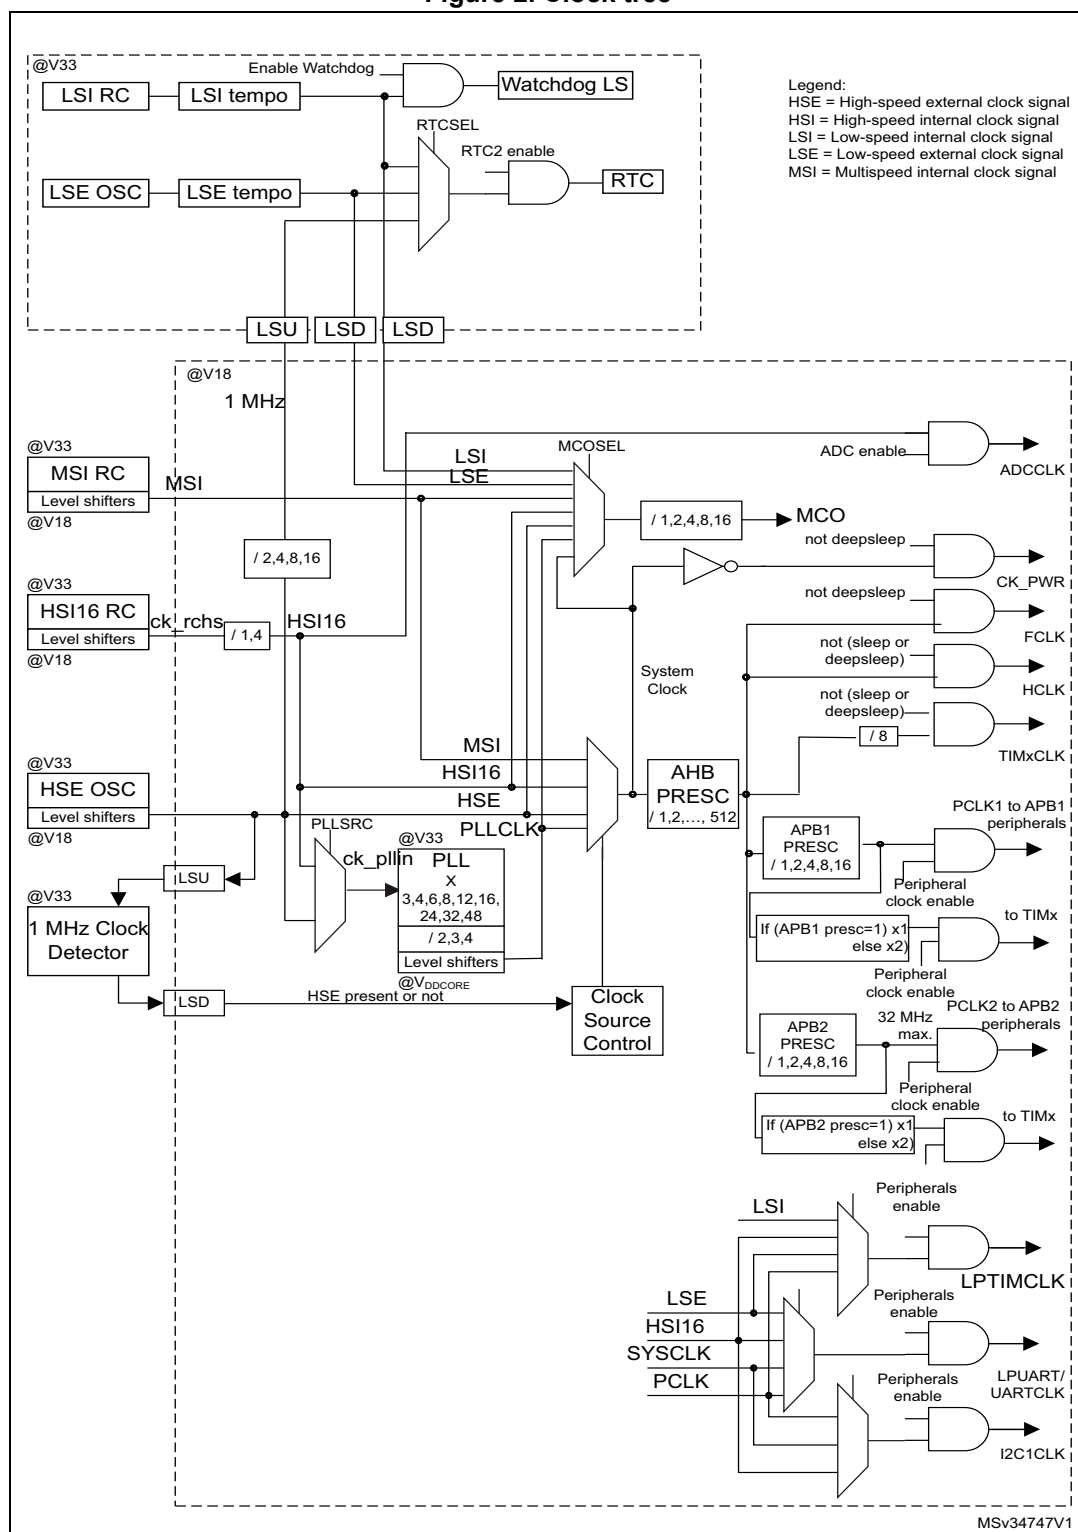 Figure 2. Clock tree
@V33
Enable Watchdog
LSI RC
LSI tempo
Watchdog LS
Legend:
HSE = High-speed external clock signal
HSI = High-speed internal clock signal
LSI = Low-speed internal clock signal
LSE = Low-speed external clock signal
MSI = Multispeed internal clock signal
RTCSEL
RTC2 enable
LSE OSC
LSE tempo
RTC
LSU
LSD
LSD
@V18
1 MHz
@V33
MSI RC
Level shifters
@V18
MSI
LSI
LSE
MCOSEL
ADC enable
ADCCLK
/ 1,2,4,8,16
MCO
/ 2,4,8,16
not deepsleep
CK_PWR
@V33
HSI16 RC
Level shifters
@V18
ck_rchs
/ 1,4
HSI16
not deepsleep
FCLK
System
Clock
not (sleep or
deepsleep)
HCLK
not (sleep or
deepsleep)
/ 8
TIMxCLK
@V33
HSE OSC
Level shifters
@V18
MSI
HSI16
HSE
PLLCLK
AHB
PRESC
/ 1,2,…, 512
PLLSRC
ck_pllin
@V33
PLL
X
3,4,6,8,12,16,
24,32,48
/ 2,3,4
Level shifters
@VDDCORE
APB1
PRESC
/ 1,2,4,8,16
PCLK1 to APB1
peripherals
Peripheral
clock enable
LSU
@V33
1 MHz Clock
Detector
LSD
HSE present or not
Clock
Source
Control
If (APB1 presc=1) x1
else x2)
to TIMx
Peripheral
clock enable
32 MHz
max.
PCLK2 to APB2
peripherals
APB2
PRESC
/ 1,2,4,8,16
Peripheral
clock enable
If (APB2 presc=1) x1
else x2)
to TIMx
LSI
Peripherals
enable
LPTIMCLK
LSE
HSI16
SYSCLK
PCLK
Peripherals
enable
LPUART/
UARTCLK
Peripherals
enable
I2C1CLK
MSv34747V1